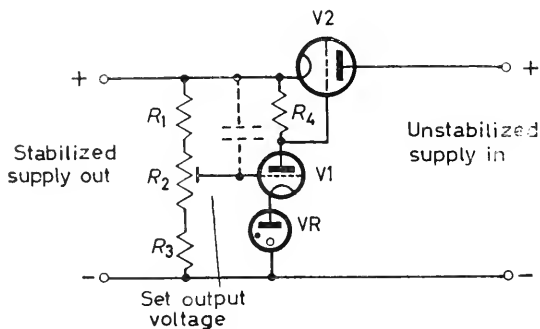 V2
+
+
R1
R4
Stabilized
supply out
Unstabilized
supply in
R2
V1
VR
R3
-
-
Set output
voltage